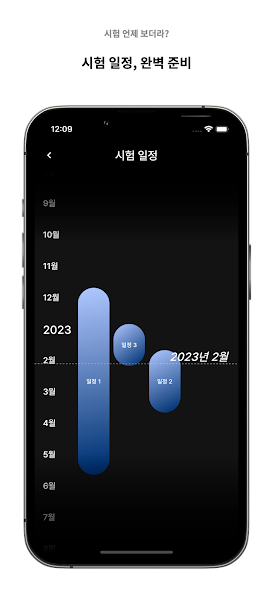 시험 언제 보더라?
시험 일정, 완벽 준비
12:09
시험 일정
9월
10월
11월
12월
2023
일정 3
2023년 2월
2월
일정 1
일정 2
3월
4월
5월
6월
7월